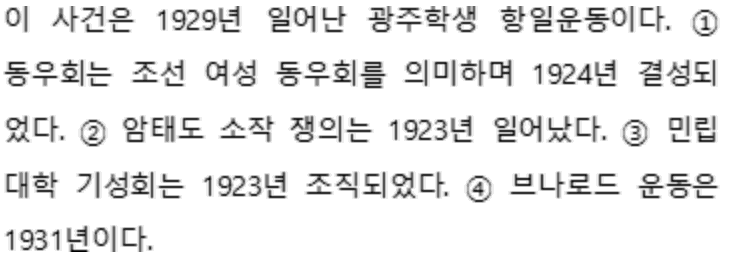 이 사건은 1929년 일어난 광주학생 항일운동이다. ①
동우회는 조선 여성 동우회를 의미하며 1924년 결성되
었다. ② 암태도 소작 쟁의는 1923년 일어났다. ③ 민립
대학 기성회는 1923년 조직되었다. ④ 브나로드 운동은
1931년이다.